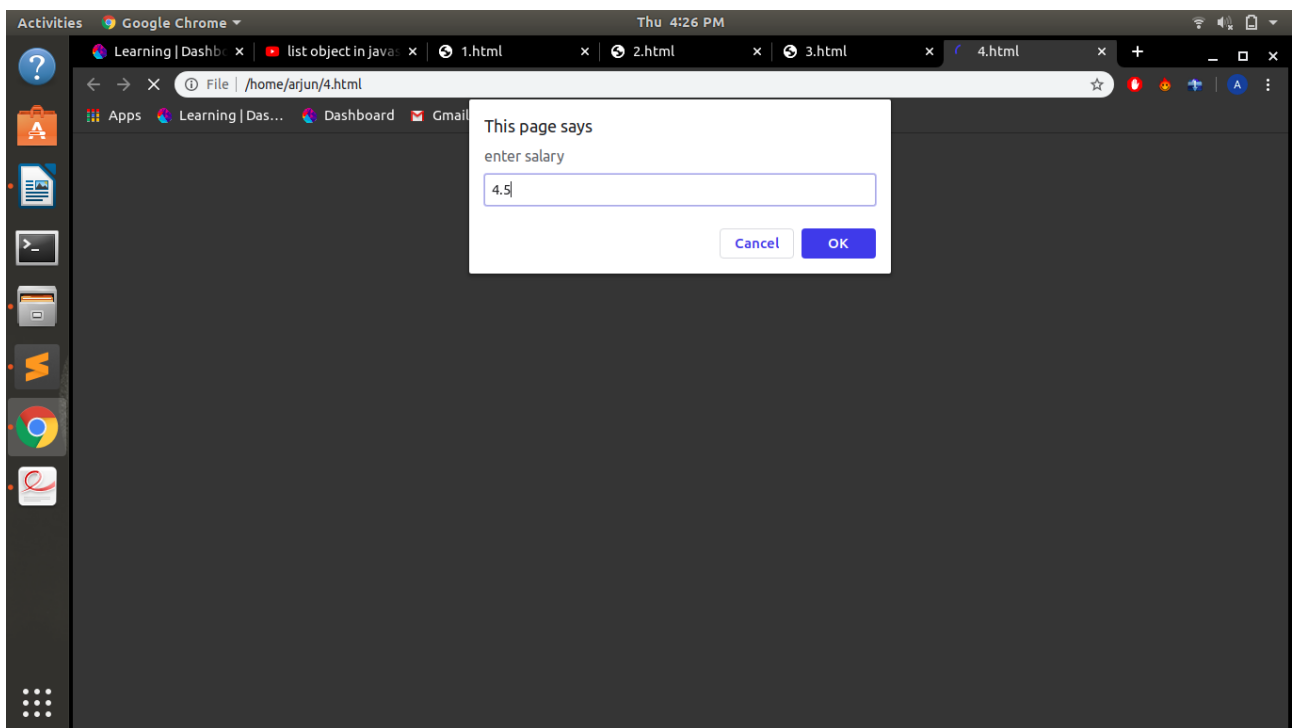 Activities Google Chrome Thu 4:26 PM
Learning | Dashbo list object in javas 1.html 2.html 3.html 4.html
File | /home/arjun/4.html A
Apps Learning | Das... Dashboard Gmail
This page says
enter salary
4.5
Cancel OK